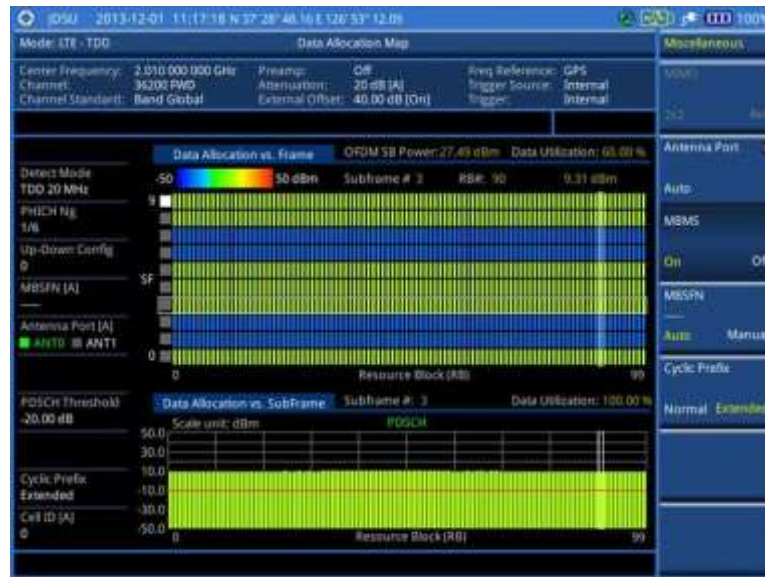 JDSU 2013-12-01 11:17:18 N 37° 28' 48.16 E 126° 53" 12.09 100%
Mode: LTE - TDD Data Allocation Map Miscellaneous
Center Frequency: 2.010 000 000 GHz Preamp: Off Freq Reference: GPS
Channel: 36200 FWD Attenuation: 20 dB [A] Trigger Source: Internal
Channel Standard: Band Global External Offset: 40.00 dB [On] Trigger: Internal
MIMO
2x2
Data Allocation vs. Frame OFDM SB Power: 27.49 dBm Data Utilization: 60.00 %
-50 50 dBm Subframe # 3 RB#: 90 9.31 dBm
Antenna Port
Auto
Detect Mode
TDD 20 MHz
PHICH Ng
1/6
Up-Down Config
0
MBSFN [A]
----
Antenna Port [A]
ANT0 ANT1
9
SF
0
0 Resource Block (RB) 99
MBMS
On
MBSFN
----
Auto Manua
Cyclic Prefix
Normal Extended
PDSCH Threshold
-20.00 dB
Cyclic Prefix
Extended
Cell ID [A]
0
Data Allocation vs. SubFrame Subframe #: 3 Data Utilization: 100.00 %
Scale unit: dBm PDSCH
50.0
30.0
10.0
-10.0
-30.0
-50.0
0 Resource Block (RB) 99